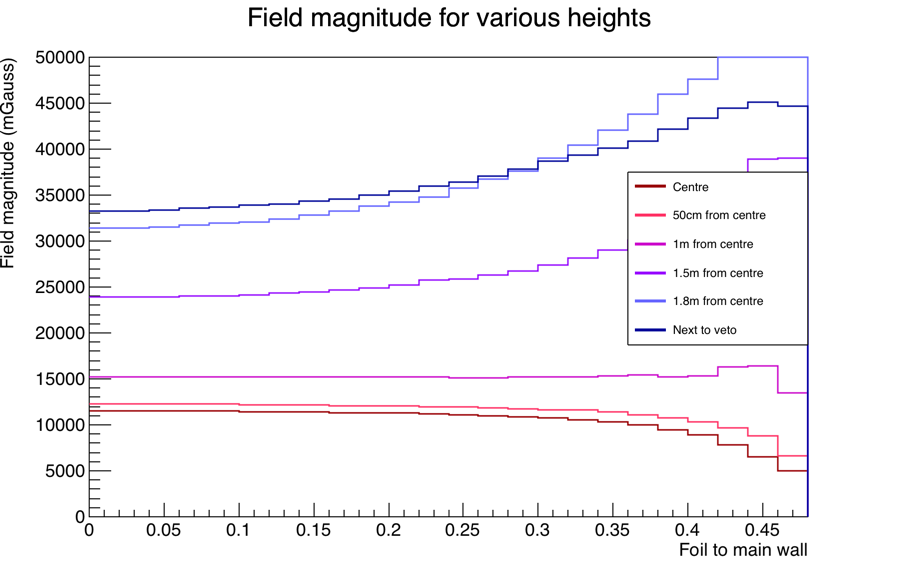 Field magnitude for various heights
Field magnitude (mGauss)
50000
45000
40000
35000
30000
25000
20000
15000
10000
5000
0
Centre
50cm from centre
1m from centre
1.5m from centre
1.8m from centre
Next to veto
0 0.05 0.1 0.15 0.2 0.25 0.3 0.35 0.4 0.45
Foil to main wall